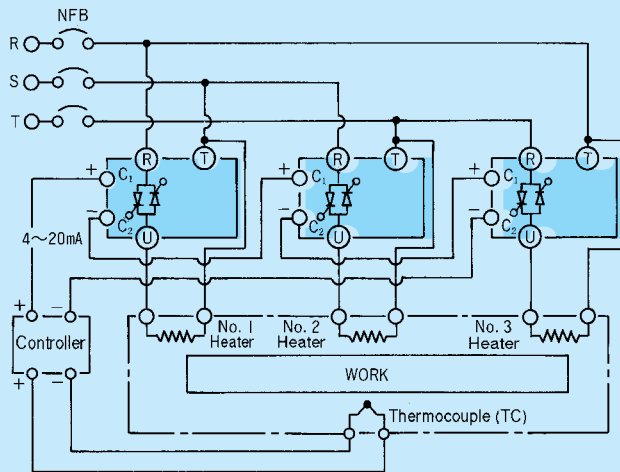 NFB
R
S
T
R T R T R T
+ C₁ + C₁ + C₁
− C₂ − C₂ − C₂
U U U
4～20mA
+ −
Controller
+ −
No. 1 Heater
No. 2 Heater
No. 3 Heater
WORK
Thermocouple (TC)